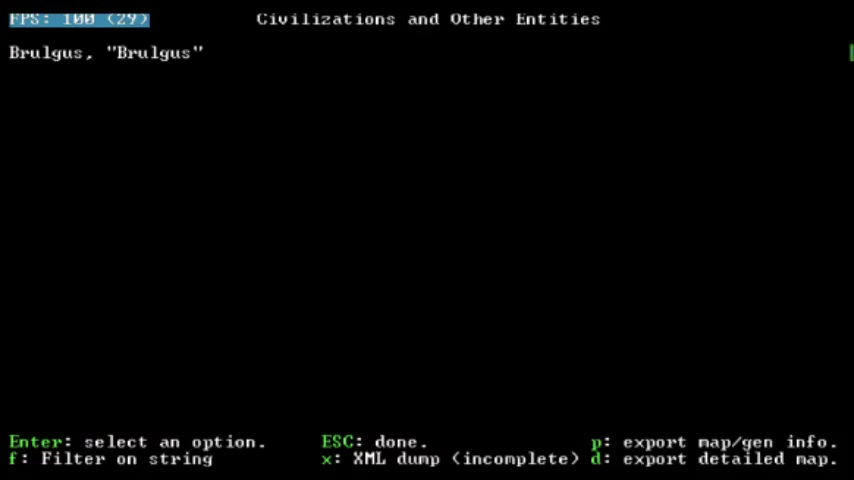 FPS: 100 (29) Civilizations and Other Entities
Brulgus, "Brulgus"
Enter: select an option. ESC: done. p: export map/gen info.
f: Filter on string x: XML dump (incomplete) d: export detailed map.